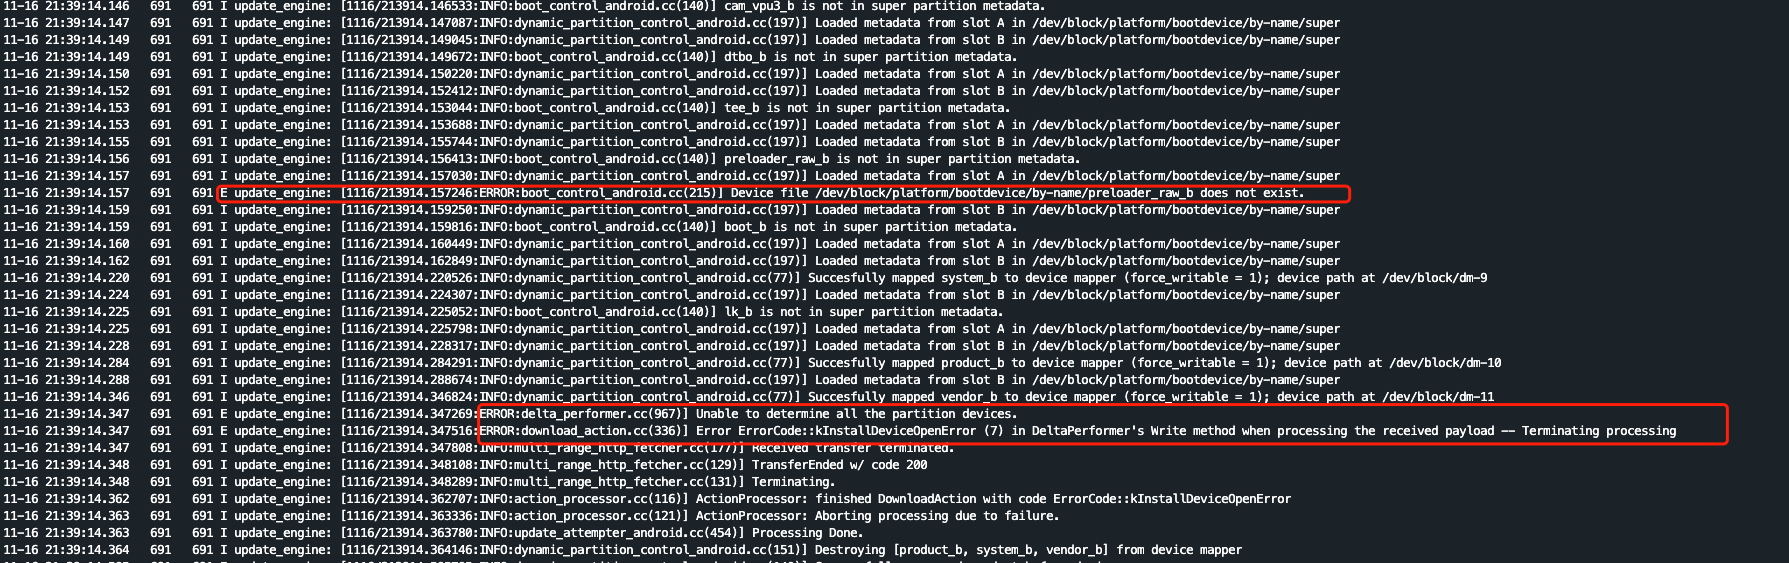 11-16 21:39:14.146   691   691 I update_engine: [1116/213914.146533:INFO:boot_control_android.cc(140)] cam_vpu3_b is not in super partition metadata.
11-16 21:39:14.147   691   691 I update_engine: [1116/213914.147087:INFO:dynamic_partition_control_android.cc(197)] Loaded metadata from slot A in /dev/block/platform/bootdevice/by-name/super
11-16 21:39:14.149   691   691 I update_engine: [1116/213914.149045:INFO:dynamic_partition_control_android.cc(197)] Loaded metadata from slot B in /dev/block/platform/bootdevice/by-name/super
11-16 21:39:14.149   691   691 I update_engine: [1116/213914.149672:INFO:boot_control_android.cc(140)] dtbo_b is not in super partition metadata.
11-16 21:39:14.150   691   691 I update_engine: [1116/213914.150220:INFO:dynamic_partition_control_android.cc(197)] Loaded metadata from slot A in /dev/block/platform/bootdevice/by-name/super
11-16 21:39:14.152   691   691 I update_engine: [1116/213914.152412:INFO:dynamic_partition_control_android.cc(197)] Loaded metadata from slot B in /dev/block/platform/bootdevice/by-name/super
11-16 21:39:14.153   691   691 I update_engine: [1116/213914.153044:INFO:boot_control_android.cc(140)] tee_b is not in super partition metadata.
11-16 21:39:14.153   691   691 I update_engine: [1116/213914.153688:INFO:dynamic_partition_control_android.cc(197)] Loaded metadata from slot A in /dev/block/platform/bootdevice/by-name/super
11-16 21:39:14.155   691   691 I update_engine: [1116/213914.155744:INFO:dynamic_partition_control_android.cc(197)] Loaded metadata from slot B in /dev/block/platform/bootdevice/by-name/super
11-16 21:39:14.156   691   691 I update_engine: [1116/213914.156413:INFO:boot_control_android.cc(140)] preloader_raw_b is not in super partition metadata.
11-16 21:39:14.157   691   691 I update_engine: [1116/213914.157030:INFO:dynamic_partition_control_android.cc(197)] Loaded metadata from slot A in /dev/block/platform/bootdevice/by-name/super
11-16 21:39:14.157   691   691 E update_engine: [1116/213914.157246:ERROR:boot_control_android.cc(215)] Device file /dev/block/platform/bootdevice/by-name/preloader_raw_b does not exist.
11-16 21:39:14.159   691   691 I update_engine: [1116/213914.159250:INFO:dynamic_partition_control_android.cc(197)] Loaded metadata from slot B in /dev/block/platform/bootdevice/by-name/super
11-16 21:39:14.159   691   691 I update_engine: [1116/213914.159816:INFO:boot_control_android.cc(140)] boot_b is not in super partition metadata.
11-16 21:39:14.160   691   691 I update_engine: [1116/213914.160449:INFO:dynamic_partition_control_android.cc(197)] Loaded metadata from slot A in /dev/block/platform/bootdevice/by-name/super
11-16 21:39:14.162   691   691 I update_engine: [1116/213914.162849:INFO:dynamic_partition_control_android.cc(197)] Loaded metadata from slot B in /dev/block/platform/bootdevice/by-name/super
11-16 21:39:14.220   691   691 I update_engine: [1116/213914.220526:INFO:dynamic_partition_control_android.cc(77)] Succesfully mapped system_b to device mapper (force_writable = 1); device path at /dev/block/dm-9
11-16 21:39:14.224   691   691 I update_engine: [1116/213914.224307:INFO:dynamic_partition_control_android.cc(197)] Loaded metadata from slot B in /dev/block/platform/bootdevice/by-name/super
11-16 21:39:14.225   691   691 I update_engine: [1116/213914.225052:INFO:boot_control_android.cc(140)] lk_b is not in super partition metadata.
11-16 21:39:14.225   691   691 I update_engine: [1116/213914.225798:INFO:dynamic_partition_control_android.cc(197)] Loaded metadata from slot A in /dev/block/platform/bootdevice/by-name/super
11-16 21:39:14.228   691   691 I update_engine: [1116/213914.228317:INFO:dynamic_partition_control_android.cc(197)] Loaded metadata from slot B in /dev/block/platform/bootdevice/by-name/super
11-16 21:39:14.284   691   691 I update_engine: [1116/213914.284291:INFO:dynamic_partition_control_android.cc(77)] Succesfully mapped product_b to device mapper (force_writable = 1); device path at /dev/block/dm-10
11-16 21:39:14.288   691   691 I update_engine: [1116/213914.288674:INFO:dynamic_partition_control_android.cc(197)] Loaded metadata from slot B in /dev/block/platform/bootdevice/by-name/super
11-16 21:39:14.346   691   691 I update_engine: [1116/213914.346824:INFO:dynamic_partition_control_android.cc(77)] Succesfully mapped vendor_b to device mapper (force_writable = 1); device path at /dev/block/dm-11
11-16 21:39:14.347   691   691 E update_engine: [1116/213914.347269:ERROR:delta_performer.cc(967)] Unable to determine all the partition devices.
11-16 21:39:14.347   691   691 E update_engine: [1116/213914.347516:ERROR:download_action.cc(336)] Error ErrorCode::kInstallDeviceOpenError (7) in DeltaPerformer's Write method when processing the received payload -- Terminating processing
11-16 21:39:14.347   691   691 I update_engine: [1116/213914.347808:INFO:multi_range_http_fetcher.cc(177)] Received transfer terminated.
11-16 21:39:14.348   691   691 I update_engine: [1116/213914.348108:INFO:multi_range_http_fetcher.cc(129)] TransferEnded w/ code 200
11-16 21:39:14.348   691   691 I update_engine: [1116/213914.348289:INFO:multi_range_http_fetcher.cc(131)] Terminating.
11-16 21:39:14.362   691   691 I update_engine: [1116/213914.362707:INFO:action_processor.cc(116)] ActionProcessor: finished DownloadAction with code ErrorCode::kInstallDeviceOpenError
11-16 21:39:14.363   691   691 I update_engine: [1116/213914.363336:INFO:action_processor.cc(121)] ActionProcessor: Aborting processing due to failure.
11-16 21:39:14.363   691   691 I update_engine: [1116/213914.363780:INFO:update_attempter_android.cc(454)] Processing Done.
11-16 21:39:14.364   691   691 I update_engine: [1116/213914.364146:INFO:dynamic_partition_control_android.cc(151)] Destroying [product_b, system_b, vendor_b] from device mapper